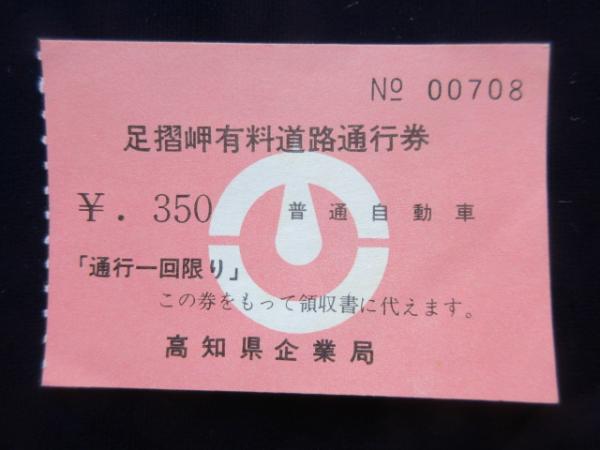 № 00708
足摺岬有料道路通行券
￥. 350 普通自動車
「通行一回限り」
この券をもって領収書に代えます。
高知県企業局